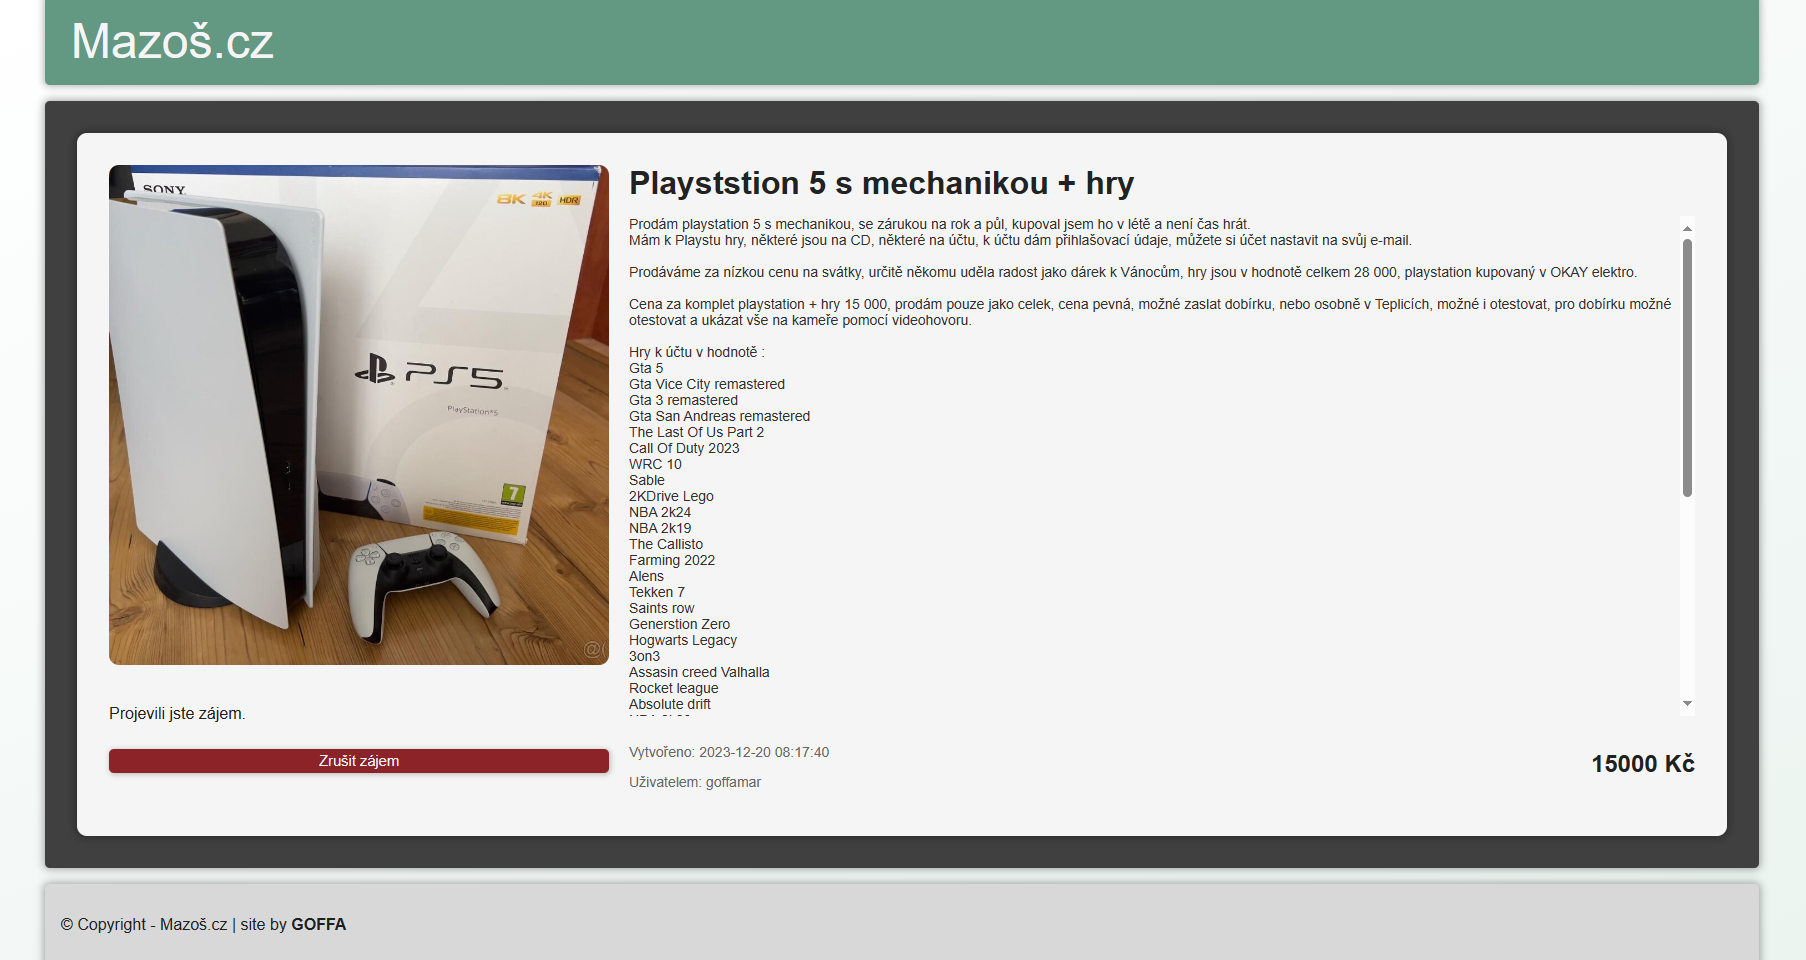 Mazoš.cz
SONY
8K 4K 120 HDR
PS5
PlayStation®5
7
Playststion 5 s mechanikou + hry
Prodám playstation 5 s mechanikou, se zárukou na rok a půl, kupoval jsem ho v létě a není čas hrát.
Mám k Playstu hry, některé jsou na CD, některé na účtu, k účtu dám přihlašovací údaje, můžete si účet nastavit na svůj e-mail.
Prodáváme za nízkou cenu na svátky, určitě někomu uděla radost jako dárek k Vánocům, hry jsou v hodnotě celkem 28 000, playstation kupovaný v OKAY elektro.
Cena za komplet playstation + hry 15 000, prodám pouze jako celek, cena pevná, možné zaslat dobírku, nebo osobně v Teplicích, možné i otestovat, pro dobírku možné
otestovat a ukázat vše na kameře pomocí videohovoru.
Hry k účtu v hodnotě :
Gta 5
Gta Vice City remastered
Gta 3 remastered
Gta San Andreas remastered
The Last Of Us Part 2
Call Of Duty 2023
WRC 10
Sable
2KDrive Lego
NBA 2k24
NBA 2k19
The Callisto
Farming 2022
Alens
Tekken 7
Saints row
Generstion Zero
Hogwarts Legacy
3on3
Assasin creed Valhalla
Rocket league
Absolute drift
Projevili jste zájem.
Zrušit zájem
Vytvořeno: 2023-12-20 08:17:40
Uživatelem: goffamar
15000 Kč
© Copyright - Mazoš.cz | site by GOFFA